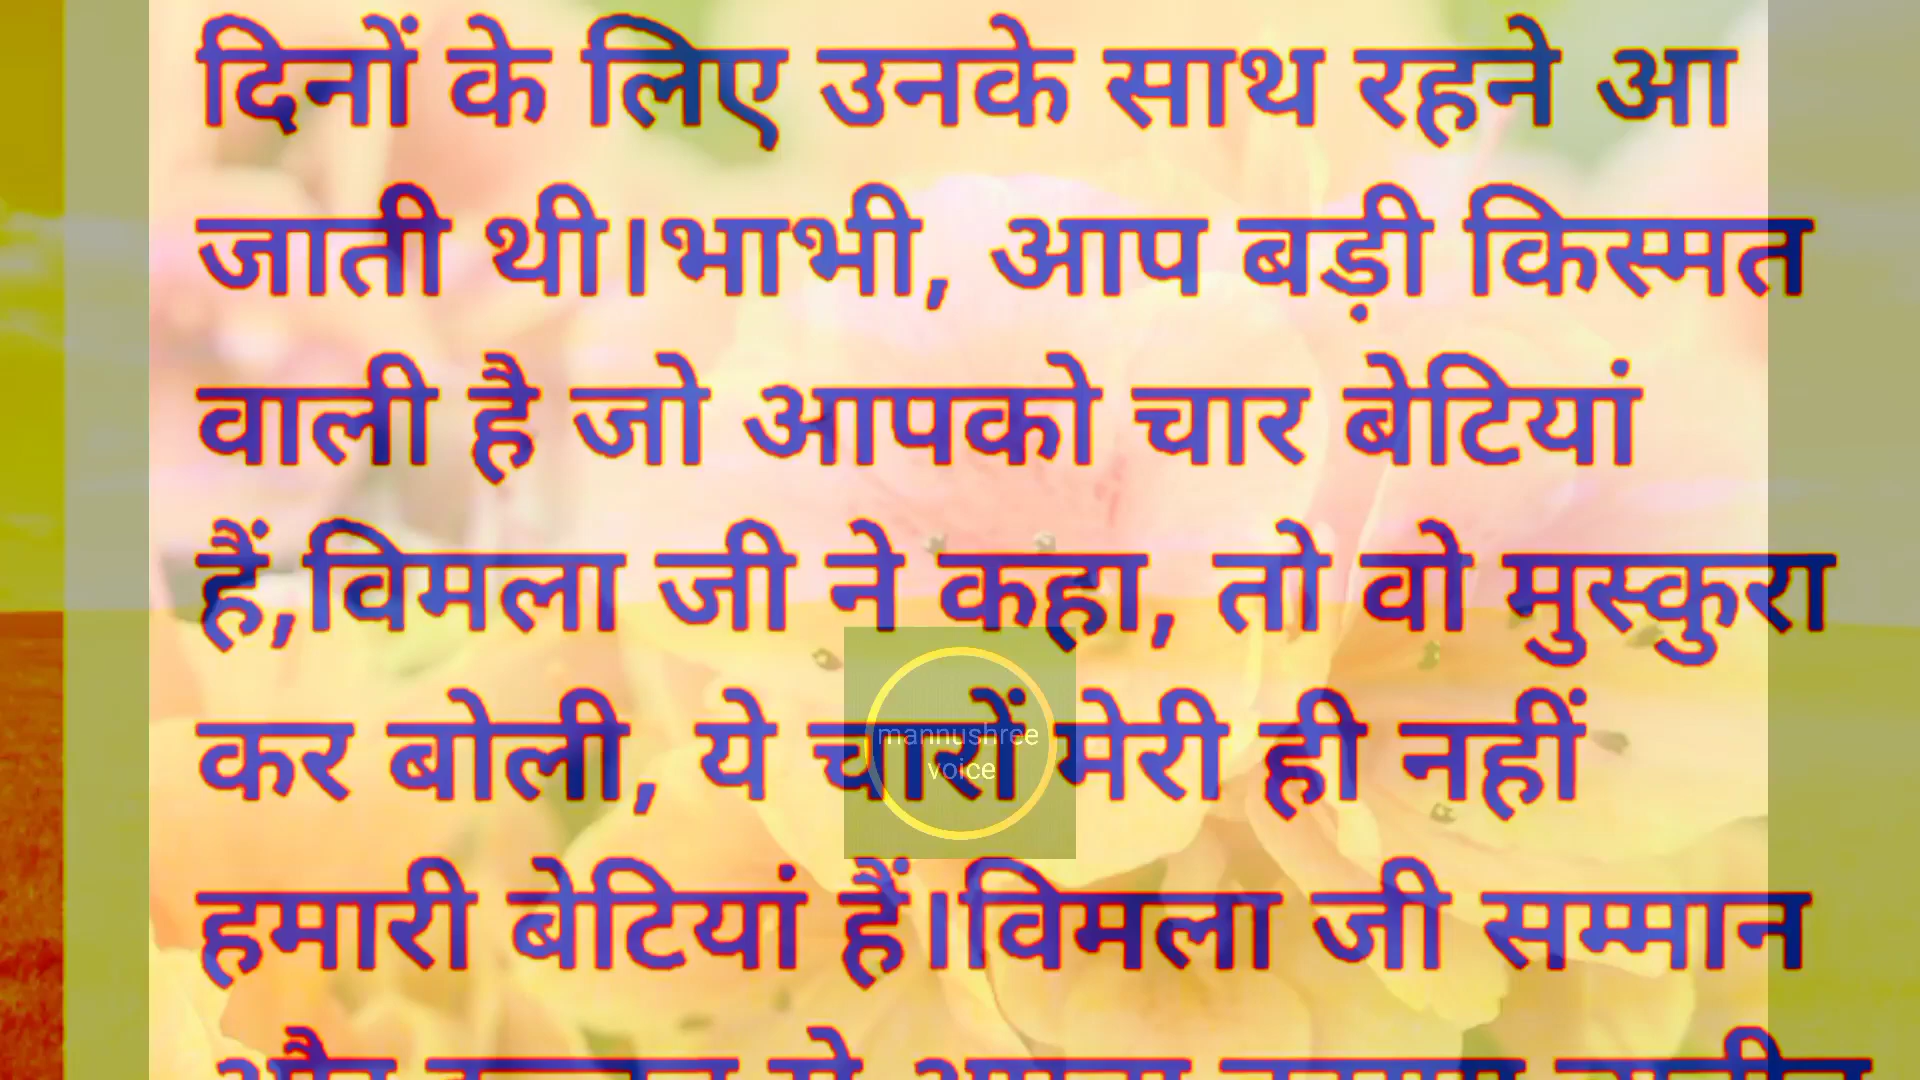 दिनों के लिए उनके साथ रहने आ
जाती थी।भाभी, आप बड़ी किस्मत
वाली है जो आपको चार बेटियां
हैं,विमला जी ने कहा, तो वो मुस्कुरा
कर बोली, ये चारों मेरी ही नहीं
mannushree
voice
हमारी बेटियां हैं।विमला जी सम्मान